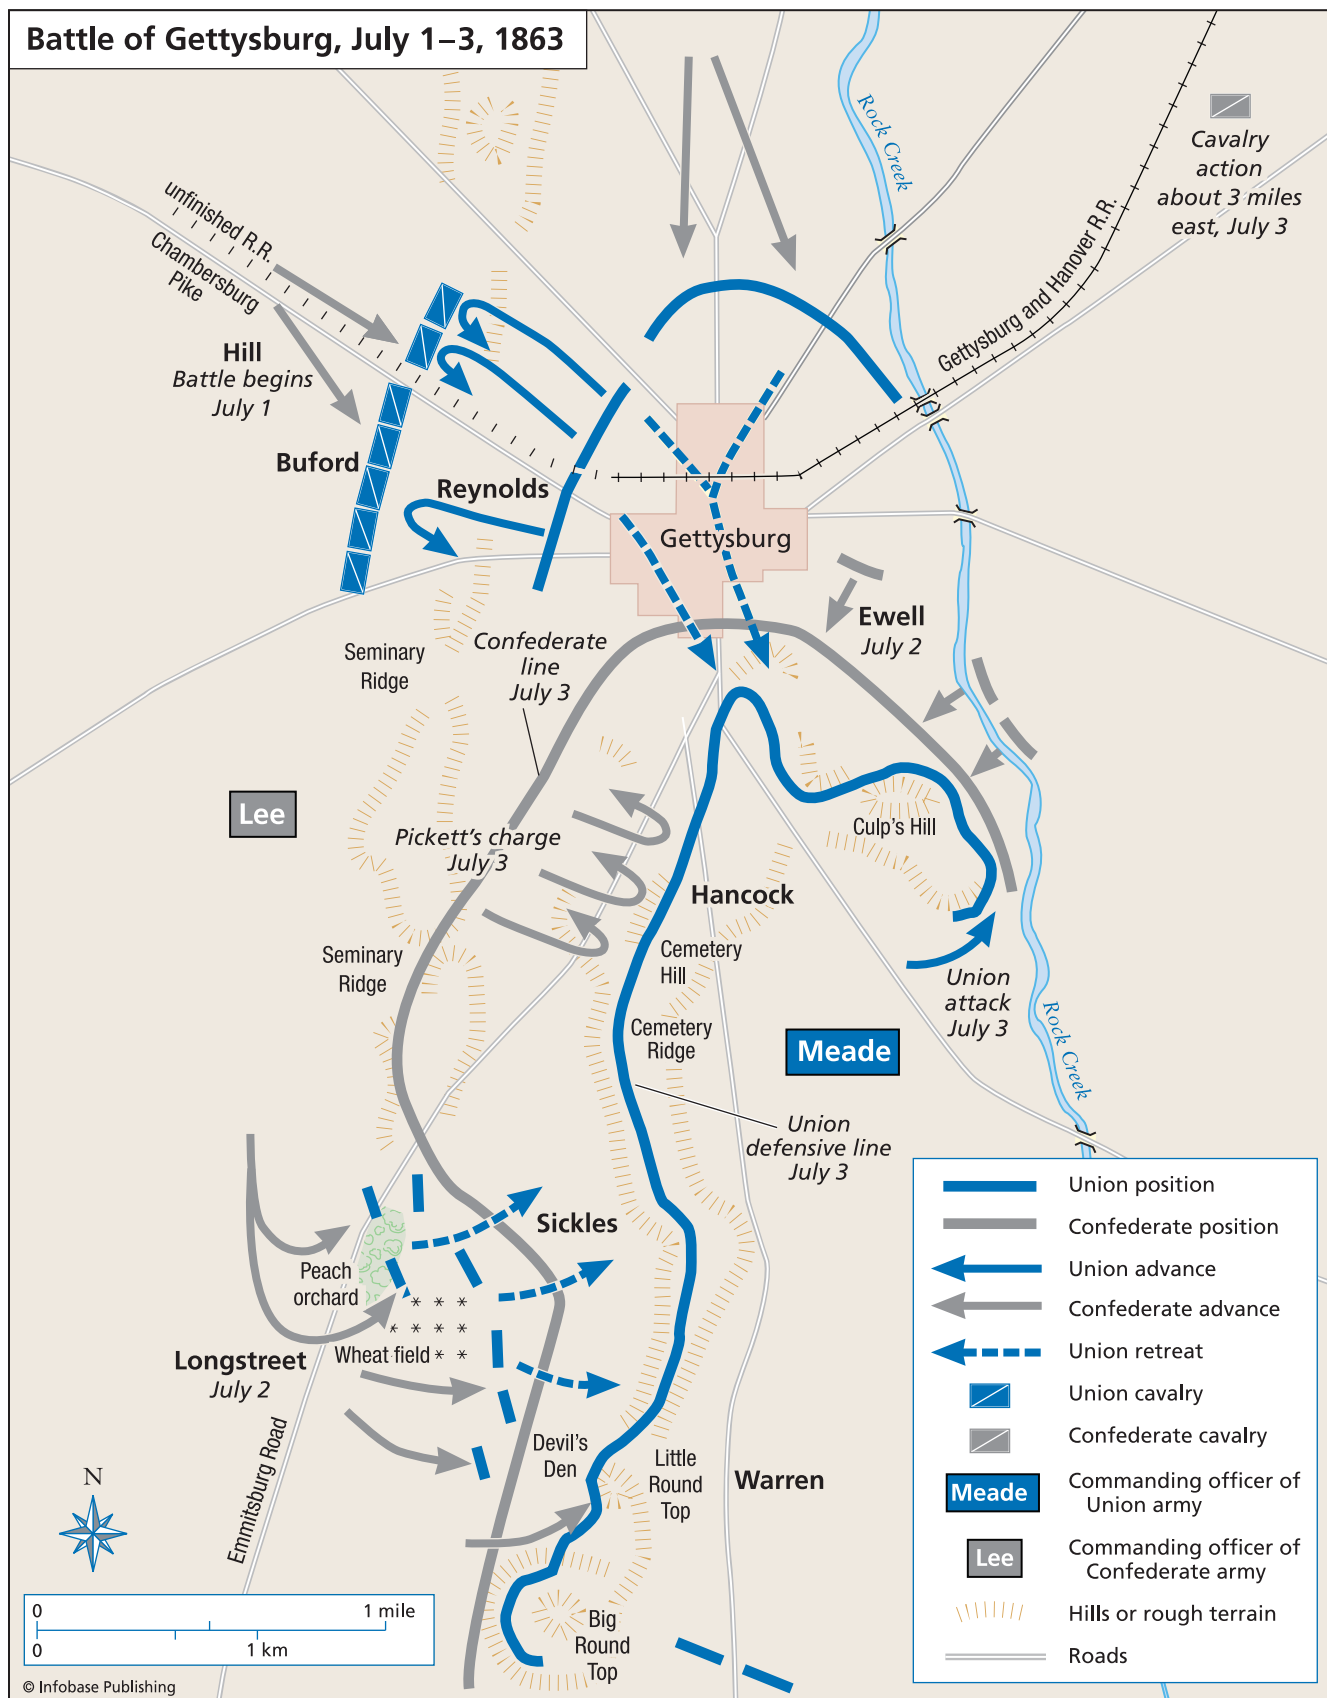 Battle of Gettysburg, July 1–3, 1863
Rock Creek
Cavalry
action
about 3 miles
east, July 3
unfinished R.R.
Chambersburg
Pike
Gettysburg and Hanover R.R.
Hill
Battle begins
July 1
Buford
Reynolds
Gettysburg
Ewell
July 2
Seminary
Ridge
Confederate
line
July 3
Lee
Pickett's charge
July 3
Culp's Hill
Hancock
Seminary
Ridge
Cemetery
Hill
Union
attack
July 3
Rock Creek
Cemetery
Ridge
Meade
Union
defensive line
July 3
Sickles
Peach
orchard
Wheat field
Longstreet
July 2
Emmitsburg Road
Devil's
Den
Little
Round
Top
Warren
Big
Round
Top
N
0
1 mile
0
1 km
© Infobase Publishing
Union position
Confederate position
Union advance
Confederate advance
Union retreat
Union cavalry
Confederate cavalry
Meade
Commanding officer of
Union army
Lee
Commanding officer of
Confederate army
Hills or rough terrain
Roads